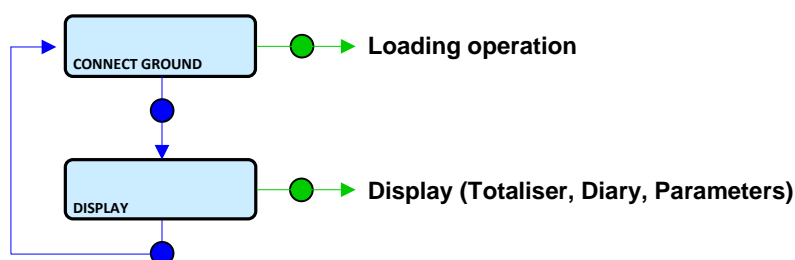 CONNECT GROUND
Loading operation
DISPLAY
Display (Totaliser, Diary, Parameters)